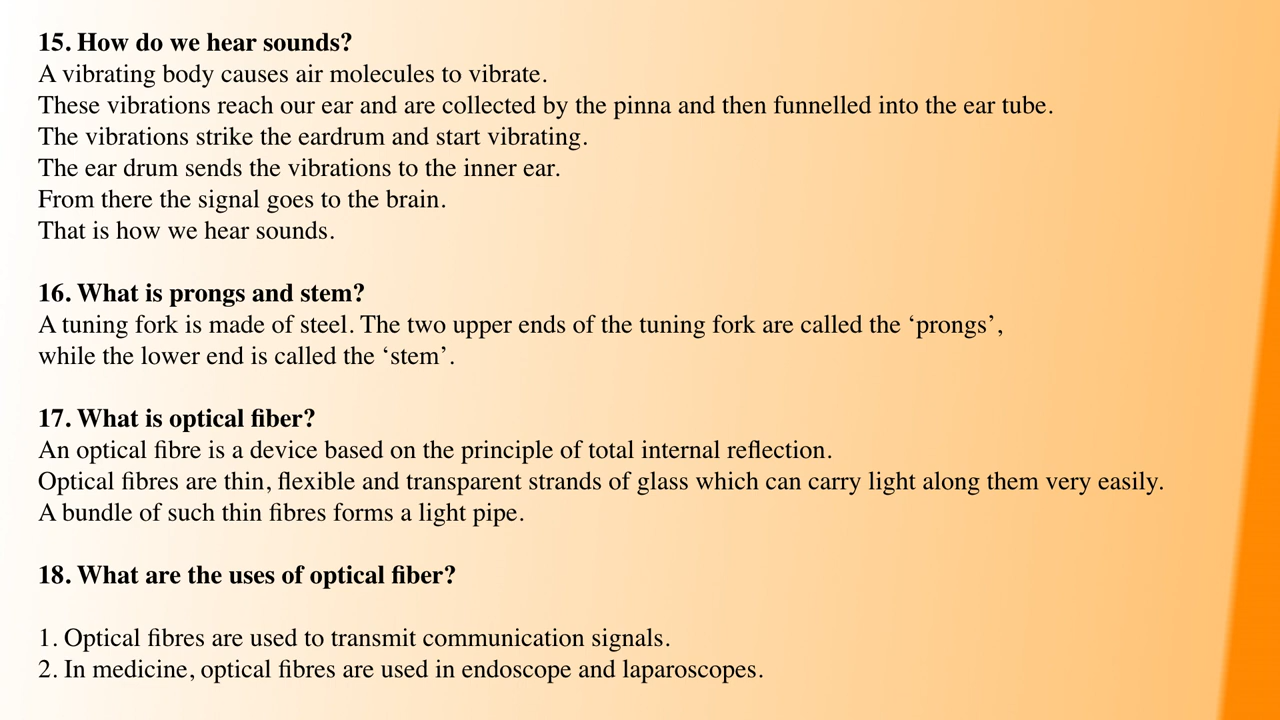 15. How do we hear sounds?
A vibrating body causes air molecules to vibrate.
These vibrations reach our ear and are collected by the pinna and then funnelled into the ear tube.
The vibrations strike the eardrum and start vibrating.
The ear drum sends the vibrations to the inner ear.
From there the signal goes to the brain.
That is how we hear sounds.
16. What is prongs and stem?
A tuning fork is made of steel. The two upper ends of the tuning fork are called the ‘prongs’,
while the lower end is called the ‘stem’.
17. What is optical fiber?
An optical fibre is a device based on the principle of total internal reflection.
Optical fibres are thin, flexible and transparent strands of glass which can carry light along them very easily.
A bundle of such thin fibres forms a light pipe.
18. What are the uses of optical fiber?
1. Optical fibres are used to transmit communication signals.
2. In medicine, optical fibres are used in endoscope and laparoscopes.